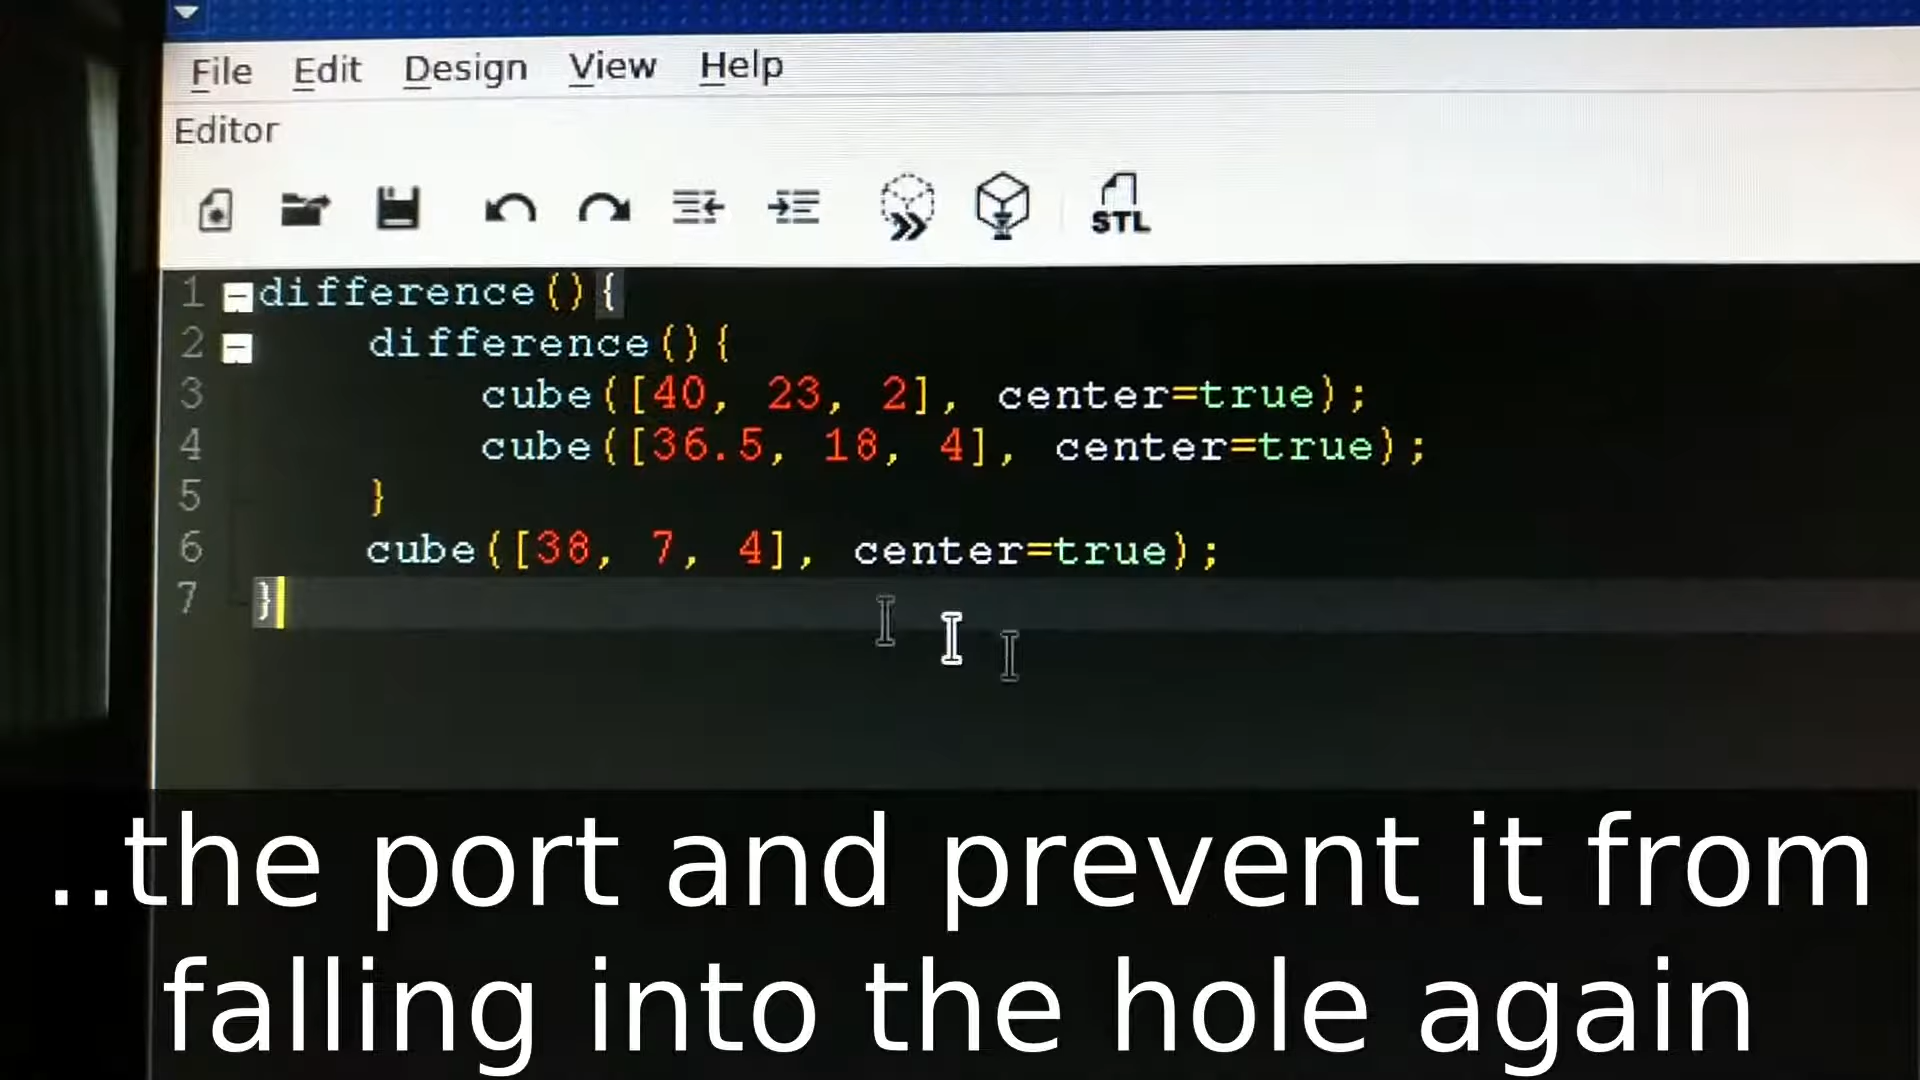 File Edit Design View Help
Editor
STL
1 difference(){
2 difference(){
3 cube([40, 23, 2], center=true);
4 cube([36.5, 18, 4], center=true);
5 }
6 cube([38, 7, 4], center=true);
7 }
..the port and prevent it from
falling into the hole again